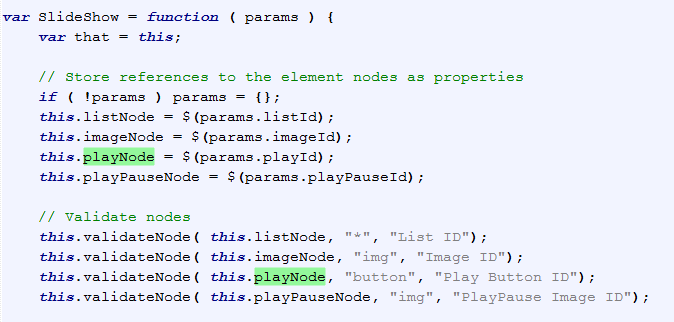 var SlideShow = function ( params ) {
var that = this;
// Store references to the element nodes as properties
if ( !params ) params = {};
this.listNode = $(params.listId);
this.imageNode = $(params.imageId);
this.playNode = $(params.playId);
this.playPauseNode = $(params.playPauseId);
// Validate nodes
this.validateNode( this.listNode, "*", "List ID");
this.validateNode( this.imageNode, "img", "Image ID");
this.validateNode( this.playNode, "button", "Play Button ID");
this.validateNode( this.playPauseNode, "img", "PlayPause Image ID");